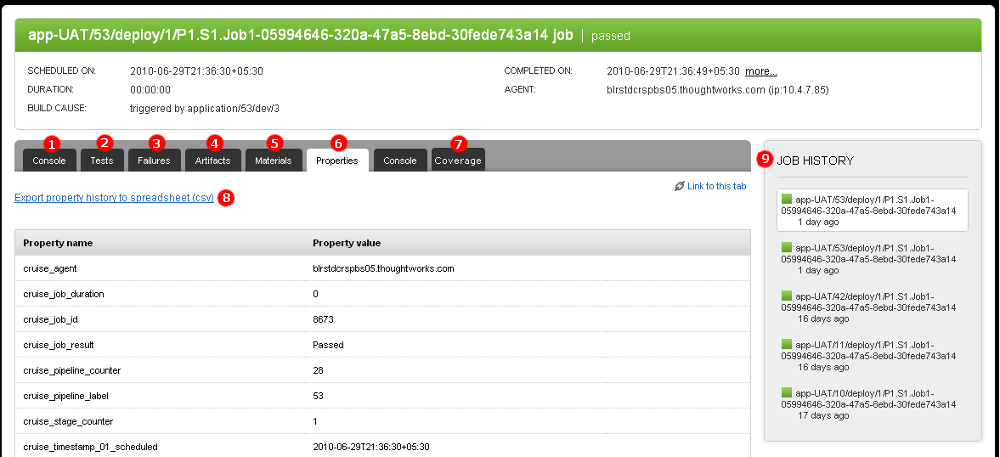 app-UAT/53/deploy/1/P1.S1.Job1-05994646-320a-47a5-8ebd-30fede743a14 job | passed
SCHEDULED ON: 2010-06-29T21:36:30+05:30 COMPLETED ON: 2010-06-29T21:36:49+05:30 more...
DURATION: 00:00:00 AGENT: blrstdcrspbs05.thoughtworks.com (ip:10.4.7.85)
BUILD CAUSE: triggered by application/53/dev/3
1 2 3 4 5 6 7
Console Tests Failures Artifacts Materials Properties Console Coverage
Link to this tab
Export property history to spreadsheet (csv) 8
Property name Property value
cruise_agent blrstdcrspbs05.thoughtworks.com
cruise_job_duration 0
cruise_job_id 8673
cruise_job_result Passed
cruise_pipeline_counter 28
cruise_pipeline_label 53
cruise_stage_counter 1
cruise_timestamp_01_scheduled 2010-06-29T21:36:30+05:30
9 JOB HISTORY
app-UAT/53/deploy/1/P1.S1.Job1-
05994646-320a-47a5-8ebd-30fede743a14
1 day ago
app-UAT/53/deploy/1/P1.S1.Job1-
05994646-320a-47a5-8ebd-30fede743a14
1 day ago
app-UAT/42/deploy/1/P1.S1.Job1-
05994646-320a-47a5-8ebd-30fede743a14
16 days ago
app-UAT/11/deploy/1/P1.S1.Job1-
05994646-320a-47a5-8ebd-30fede743a14
16 days ago
app-UAT/10/deploy/1/P1.S1.Job1-
05994646-320a-47a5-8ebd-30fede743a14
17 days ago